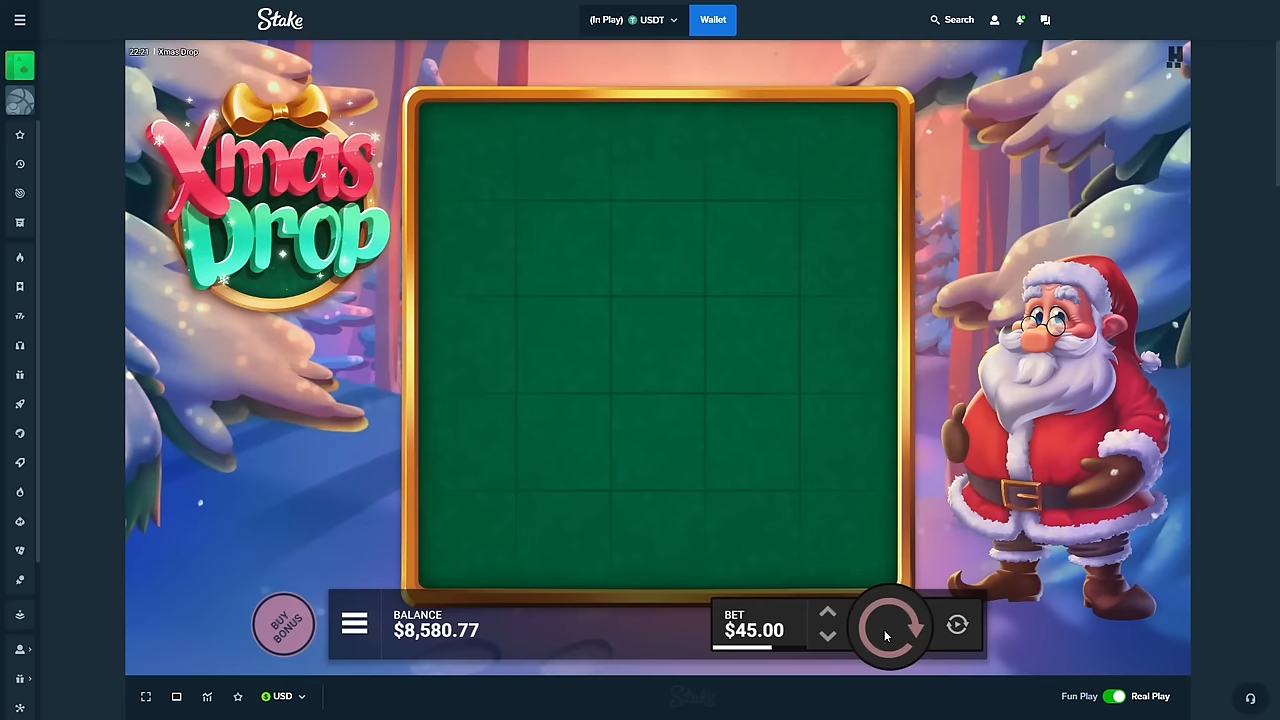 Stake
(In Play) USDT
Wallet
Search
22:21 | Xmas Drop
Xmas
Drop
BUY
BONUS
BALANCE
$8,580.77
BET
$45.00
USD
Stake
Fun Play
Real Play